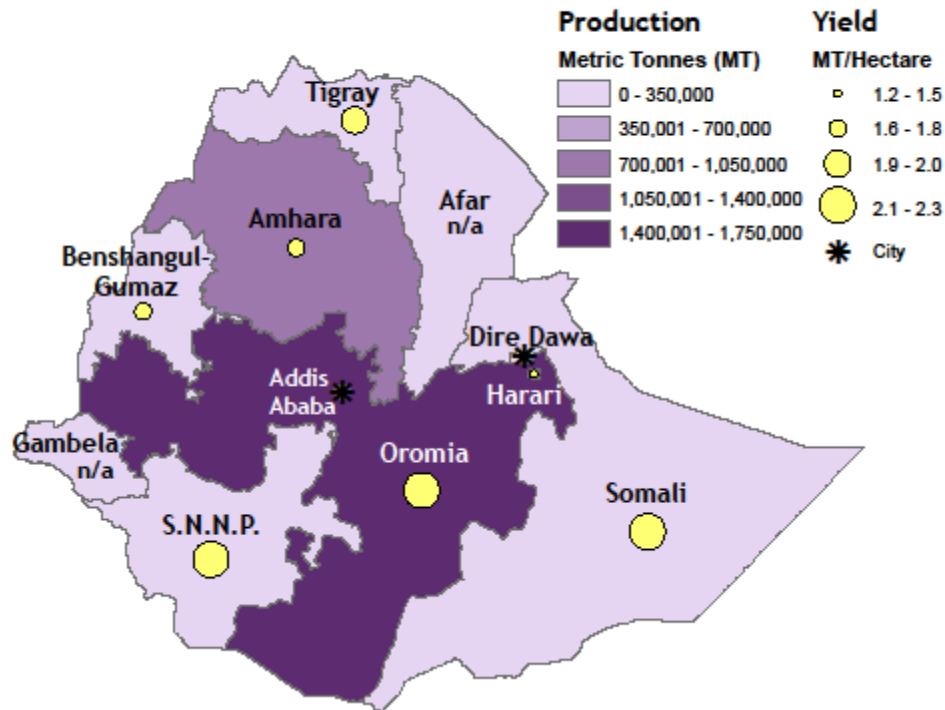 Production
Metric Tonnes (MT)
0 - 350,000
350,001 - 700,000
700,001 - 1,050,000
1,050,001 - 1,400,000
1,400,001 - 1,750,000
Yield
MT/Hectare
1.2 - 1.5
1.6 - 1.8
1.9 - 2.0
2.1 - 2.3
City
Tigray
Afar
n/a
Amhara
Benshangul-
Gumaz
Dire Dawa
Harari
Addis
Ababa
Gambela
n/a
Oromia
Somali
S.N.N.P.